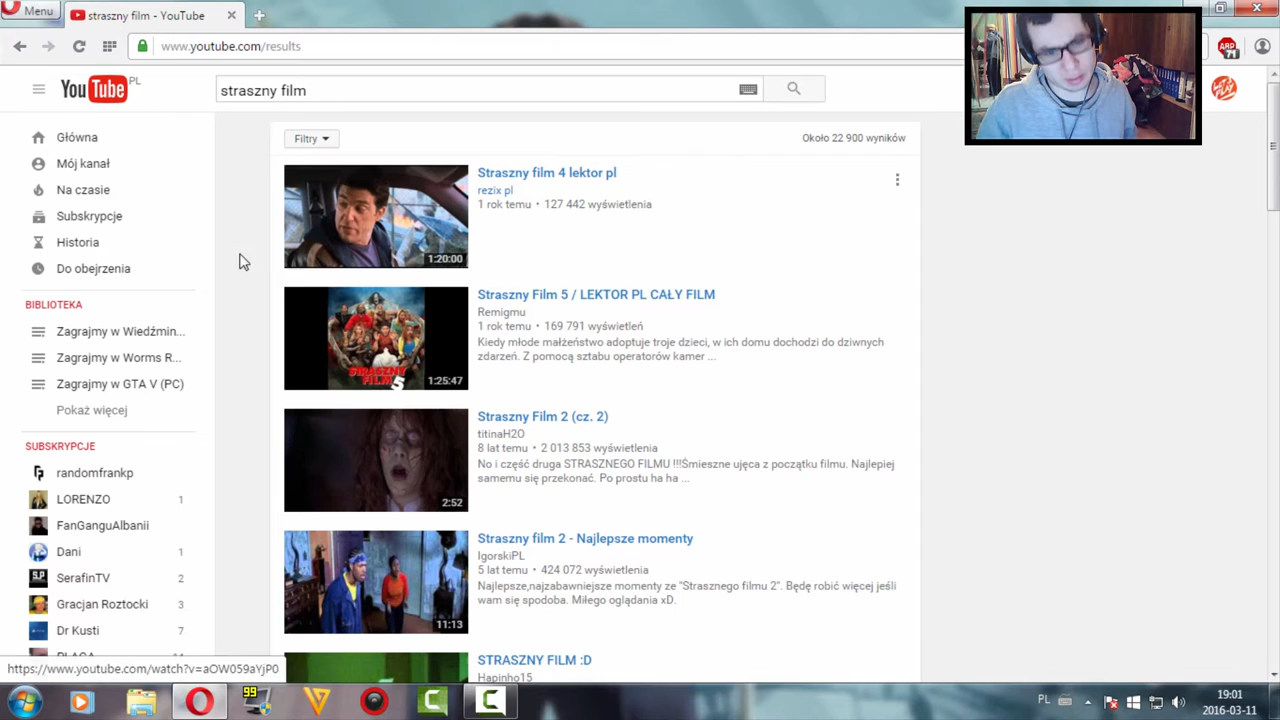 Menu
straszny film - YouTube
www.youtube.com/results
ABP
71
YouTube PL
straszny film
LET'S PLAY
Główna
Mój kanał
Na czasie
Subskrypcje
Historia
Do obejrzenia
BIBLIOTEKA
Zagrajmy w Wiedźmin...
Zagrajmy w Worms R...
Zagrajmy w GTA V (PC)
Pokaż więcej
SUBSKRYPCJE
randomfrankp
LORENZO 1
FanGanguAlbanii
Dani 1
SerafinTV 2
Gracjan Roztocki 3
Dr Kusti 7
Filtry
Około 22 900 wyników
Straszny film 4 lektor pl
rezix pl
1 rok temu • 127 442 wyświetlenia
1:20:00
Straszny Film 5 / LEKTOR PL CAŁY FILM
Remigmu
1 rok temu • 169 791 wyświetleń
Kiedy młode małżeństwo adoptuje troje dzieci, w ich domu dochodzi do dziwnych
zdarzeń. Z pomocą sztabu operatorów kamer ...
STRASZNY
FILM 5
1:25:47
Straszny Film 2 (cz. 2)
titinaH2O
8 lat temu • 2 013 853 wyświetlenia
No i część druga STRASZNEGO FILMU !!!Śmieszne ujęca z początku filmu. Najlepiej
samemu się przekonać. Po prostu ha ha ...
2:52
Straszny film 2 - Najlepsze momenty
IgorskiPL
5 lat temu • 424 072 wyświetlenia
Najlepsze,najzabawniejsze momenty ze "Strasznego filmu 2". Będę robić więcej jeśli
wam się spodoba. Miłego oglądania xD.
11:13
STRASZNY FILM :D
Hapinho15
https://www.youtube.com/watch?v=aOW059aYjP0
99
PL
19:01
2016-03-11